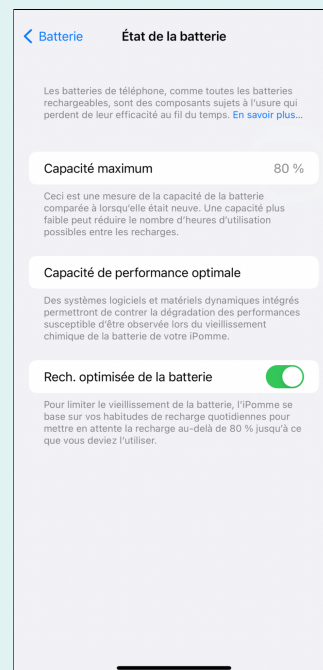 Batterie État de la batterie
Les batteries de téléphone, comme toutes les batteries
rechargeables, sont des composants sujets à l'usure qui
perdent de leur efficacité au fil du temps. En savoir plus...
Capacité maximum 80 %
Ceci est une mesure de la capacité de la batterie
comparée à lorsqu'elle était neuve. Une capacité plus
faible peut réduire le nombre d'heures d'utilisation
possibles entre les recharges.
Capacité de performance optimale
Des systèmes logiciels et matériels dynamiques intégrés
permettront de contrer la dégradation des performances
susceptible d'être observée lors du vieillissement
chimique de la batterie de votre iPomme.
Rech. optimisée de la batterie
Pour limiter le vieillissement de la batterie, l'iPomme se
base sur vos habitudes de recharge quotidiennes pour
mettre en attente la recharge au-delà de 80 % jusqu'à ce
que vous deviez l'utiliser.